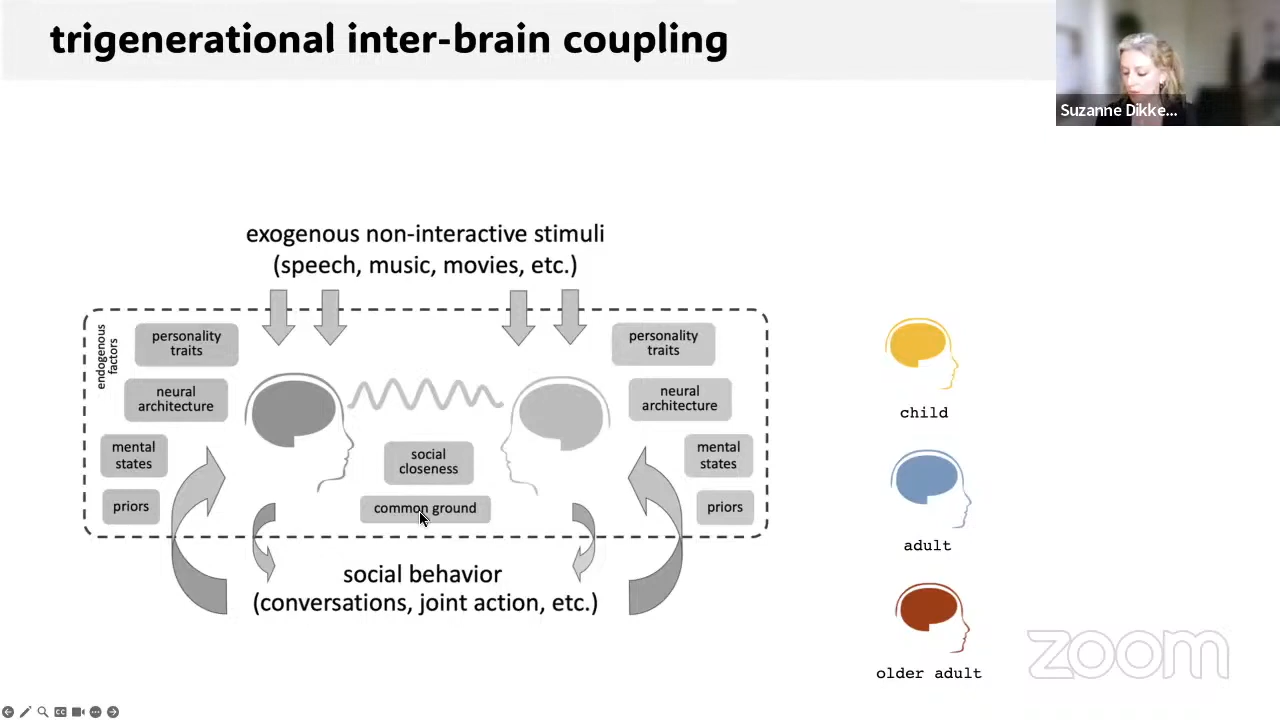 trigenerational inter-brain coupling
Suzanne Dikke...
exogenous non-interactive stimuli
(speech, music, movies, etc.)
endogenous
factors
personality
traits
personality
traits
neural
architecture
neural
architecture
mental
states
social
closeness
mental
states
priors
common ground
priors
social behavior
(conversations, joint action, etc.)
child
adult
older adult
zoom
CC